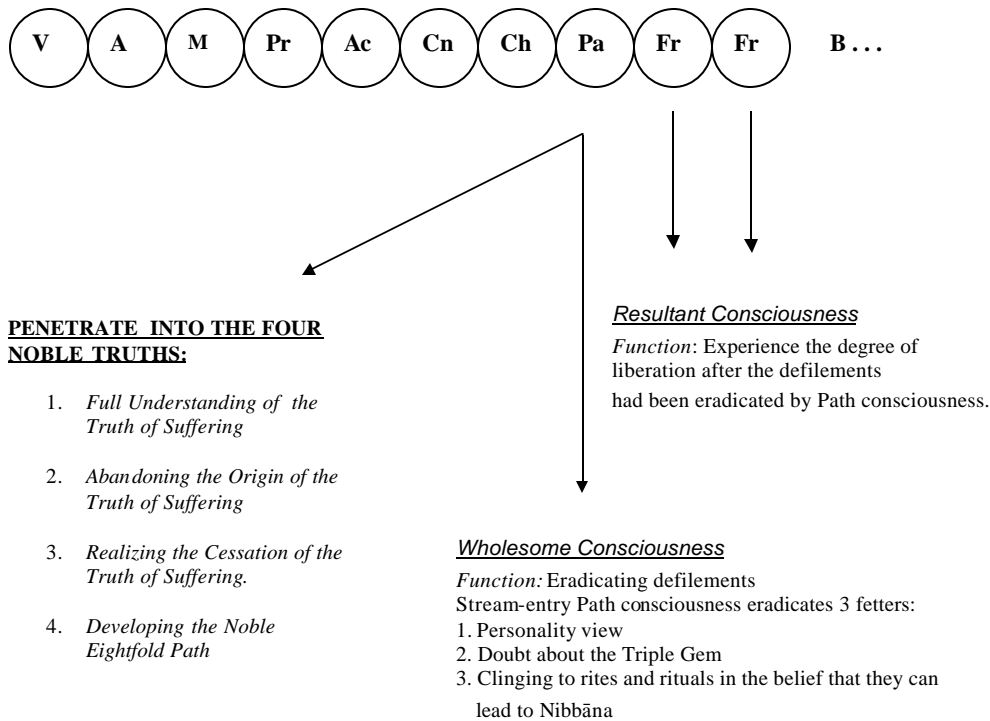 V A M Pr Ac Cn Ch Pa Fr Fr B . . .
PENETRATE INTO THE FOUR
NOBLE TRUTHS:
1. Full Understanding of the
Truth of Suffering
2. Abandoning the Origin of the
Truth of Suffering
3. Realizing the Cessation of the
Truth of Suffering.
4. Developing the Noble
Eightfold Path
Resultant Consciousness
Function: Experience the degree of
liberation after the defilements
had been eradicated by Path consciousness.
Wholesome Consciousness
Function: Eradicating defilements
Stream-entry Path consciousness eradicates 3 fetters:
1. Personality view
2. Doubt about the Triple Gem
3. Clinging to rites and rituals in the belief that they can
lead to Nibbāna